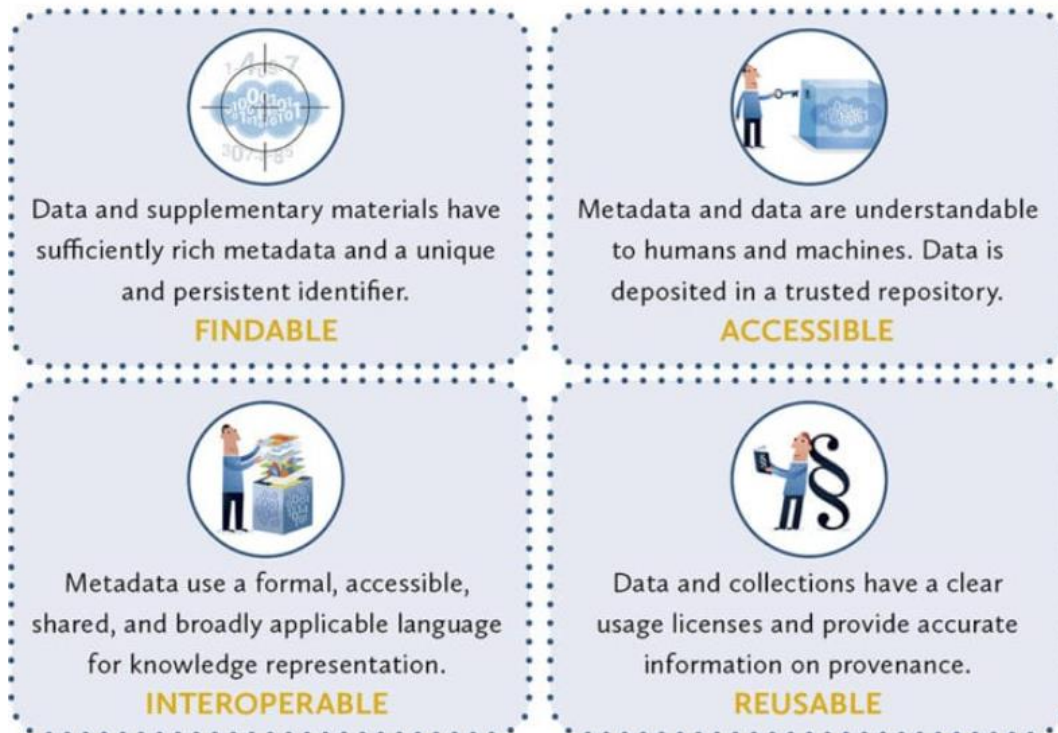 Data and supplementary materials have
sufficiently rich metadata and a unique
and persistent identifier.
FINDABLE
Metadata and data are understandable
to humans and machines. Data is
deposited in a trusted repository.
ACCESSIBLE
Metadata use a formal, accessible,
shared, and broadly applicable language
for knowledge representation.
INTEROPERABLE
§
Data and collections have a clear
usage licenses and provide accurate
information on provenance.
REUSABLE